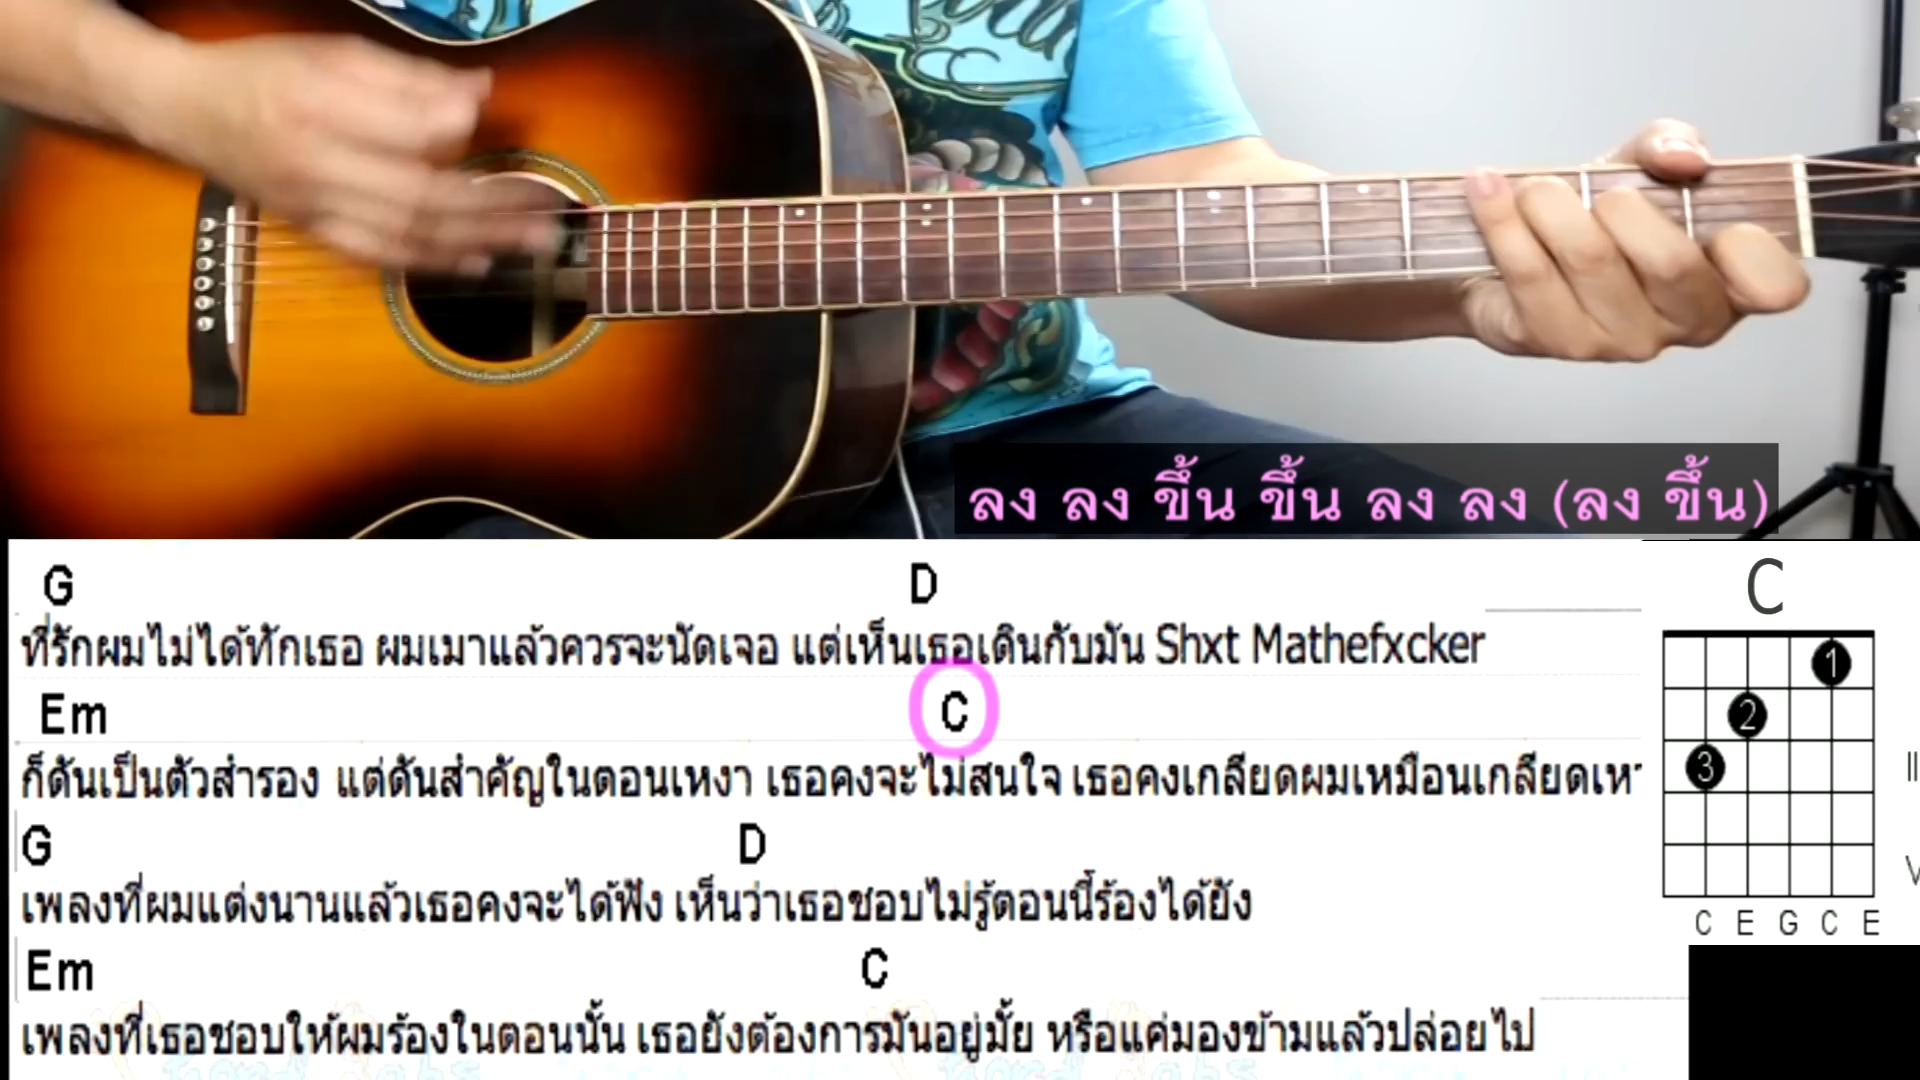 ลง ลง ขึ้น ขึ้น ลง ลง (ลง ขึ้น)
G D
ที่รักผมไม่ได้ทักเธอ ผมเมาแล้วควรจะนัดเจอ แต่เห็นเธอเดินกับมัน Shxt Mathefxcker
Em C
ก็ดันเป็นตัวสำรอง แต่ดันสำคัญในตอนเหงา เธอคงจะไม่สนใจ เธอคงเกลียดผมเหมือนเกลียดเห
G D
เพลงที่ผมแต่งนานแล้วเธอคงจะได้ฟัง เห็นว่าเธอชอบไม่รู้ตอนนี้ร้องได้ยัง
Em C
เพลงที่เธอชอบให้ผมร้องในตอนนั้น เธอยังต้องการมันอยู่มั้ย หรือแค่มองข้ามแล้วปล่อยไป
C
1
2
3
C E G C E